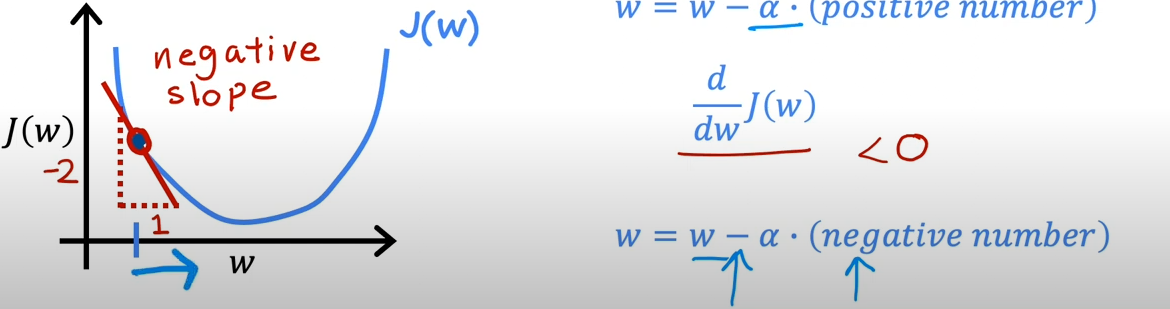 w = w − α · (positive number)
J(w)
negative
slope
d
dw
J(w)
J(w)
<0
-2
1
w
w = w − α · (negative number)